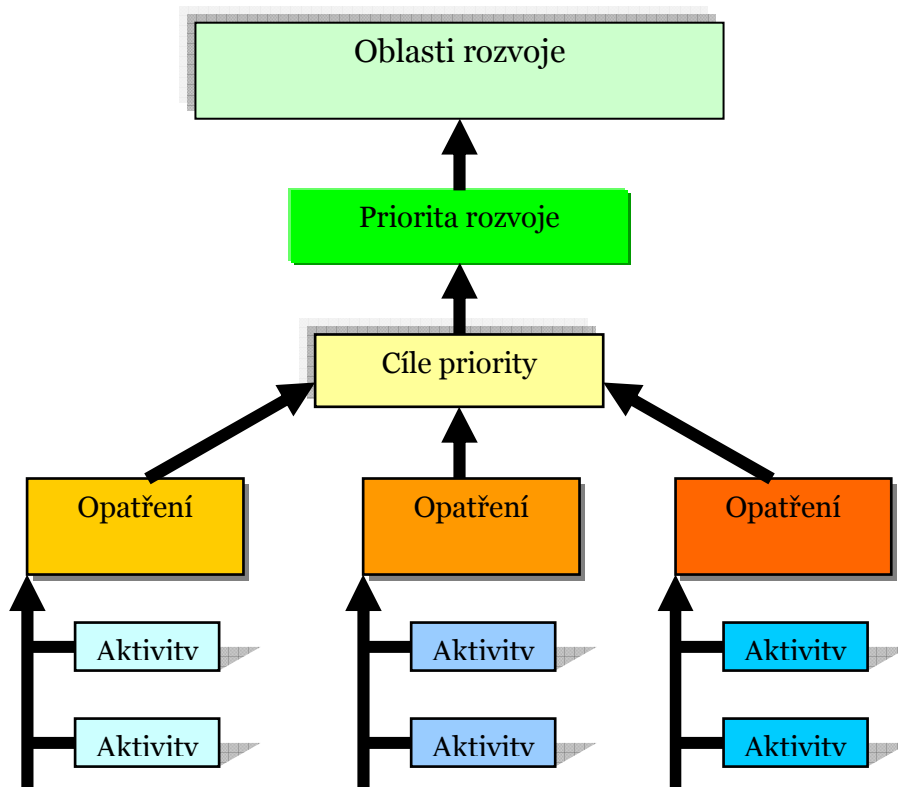 Oblasti rozvoje
Priorita rozvoje
Cíle priority
Opatření
Opatření
Opatření
Aktivity
Aktivity
Aktivity
Aktivity
Aktivity
Aktivity